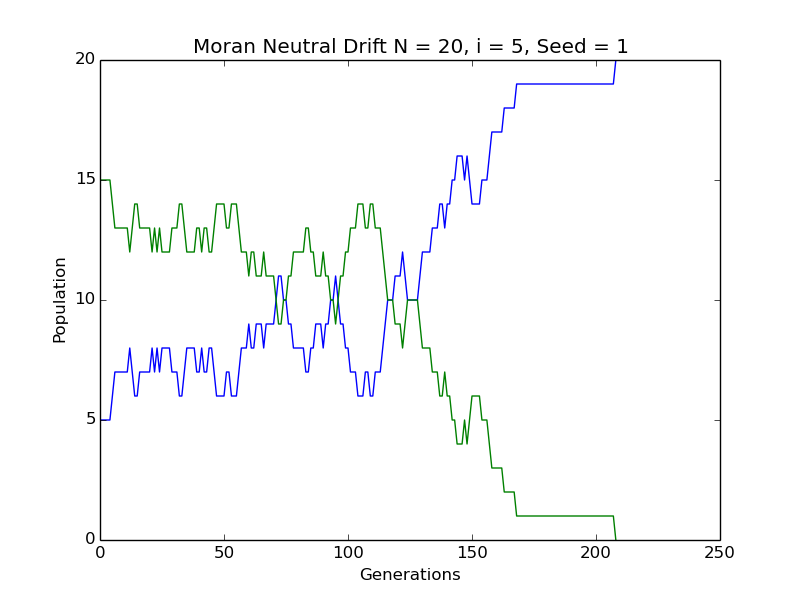 Moran Neutral Drift N = 20, i = 5, Seed = 1
20
15
10
5
0
Population
0 50 100 150 200 250
Generations